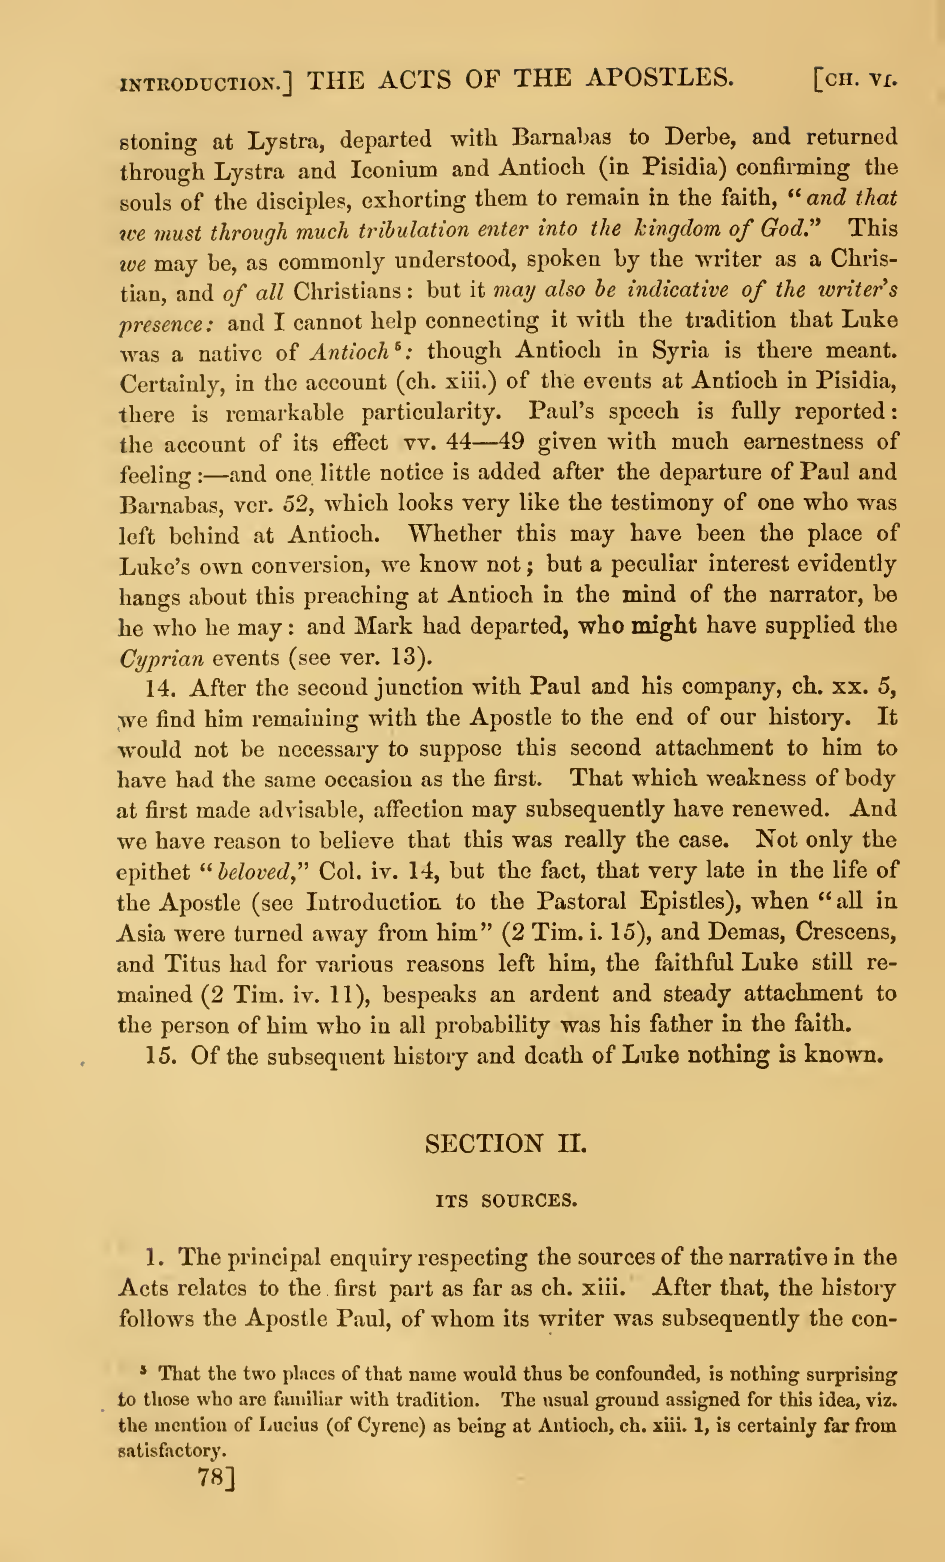 INTRODUCTION.] THE ACTS OF THE APOSTLES. [CH. VI.
stoning at Lystra, departed with Barnabas to Derbe, and returned
through Lystra and Iconium and Antioch (in Pisidia) confirming the
souls of the disciples, exhorting them to remain in the faith, “and that
we must through much tribulation enter into the kingdom of God.” This
we may be, as commonly understood, spoken by the writer as a Chris-
tian, and of all Christians: but it may also be indicative of the writer’s
presence: and I cannot help connecting it with the tradition that Luke
was a native of Antioch⁵: though Antioch in Syria is there meant.
Certainly, in the account (ch. xiii.) of the events at Antioch in Pisidia,
there is remarkable particularity. Paul’s speech is fully reported:
the account of its effect vv. 44—49 given with much earnestness of
feeling:—and one little notice is added after the departure of Paul and
Barnabas, ver. 52, which looks very like the testimony of one who was
left behind at Antioch. Whether this may have been the place of
Luke’s own conversion, we know not; but a peculiar interest evidently
hangs about this preaching at Antioch in the mind of the narrator, be
he who he may: and Mark had departed, who might have supplied the
Cyprian events (see ver. 13).
14. After the second junction with Paul and his company, ch. xx. 5,
we find him remaining with the Apostle to the end of our history. It
would not be necessary to suppose this second attachment to him to
have had the same occasion as the first. That which weakness of body
at first made advisable, affection may subsequently have renewed. And
we have reason to believe that this was really the case. Not only the
epithet “beloved,” Col. iv. 14, but the fact, that very late in the life of
the Apostle (see Introduction to the Pastoral Epistles), when “all in
Asia were turned away from him” (2 Tim. i. 15), and Demas, Crescens,
and Titus had for various reasons left him, the faithful Luke still re-
mained (2 Tim. iv. 11), bespeaks an ardent and steady attachment to
the person of him who in all probability was his father in the faith.
15. Of the subsequent history and death of Luke nothing is known.
SECTION II.
ITS SOURCES.
1. The principal enquiry respecting the sources of the narrative in the
Acts relates to the first part as far as ch. xiii. After that, the history
follows the Apostle Paul, of whom its writer was subsequently the con-
⁵ That the two places of that name would thus be confounded, is nothing surprising
to those who are familiar with tradition. The usual ground assigned for this idea, viz.
the mention of Lucius (of Cyrene) as being at Antioch, ch. xiii. 1, is certainly far from
satisfactory.
78]